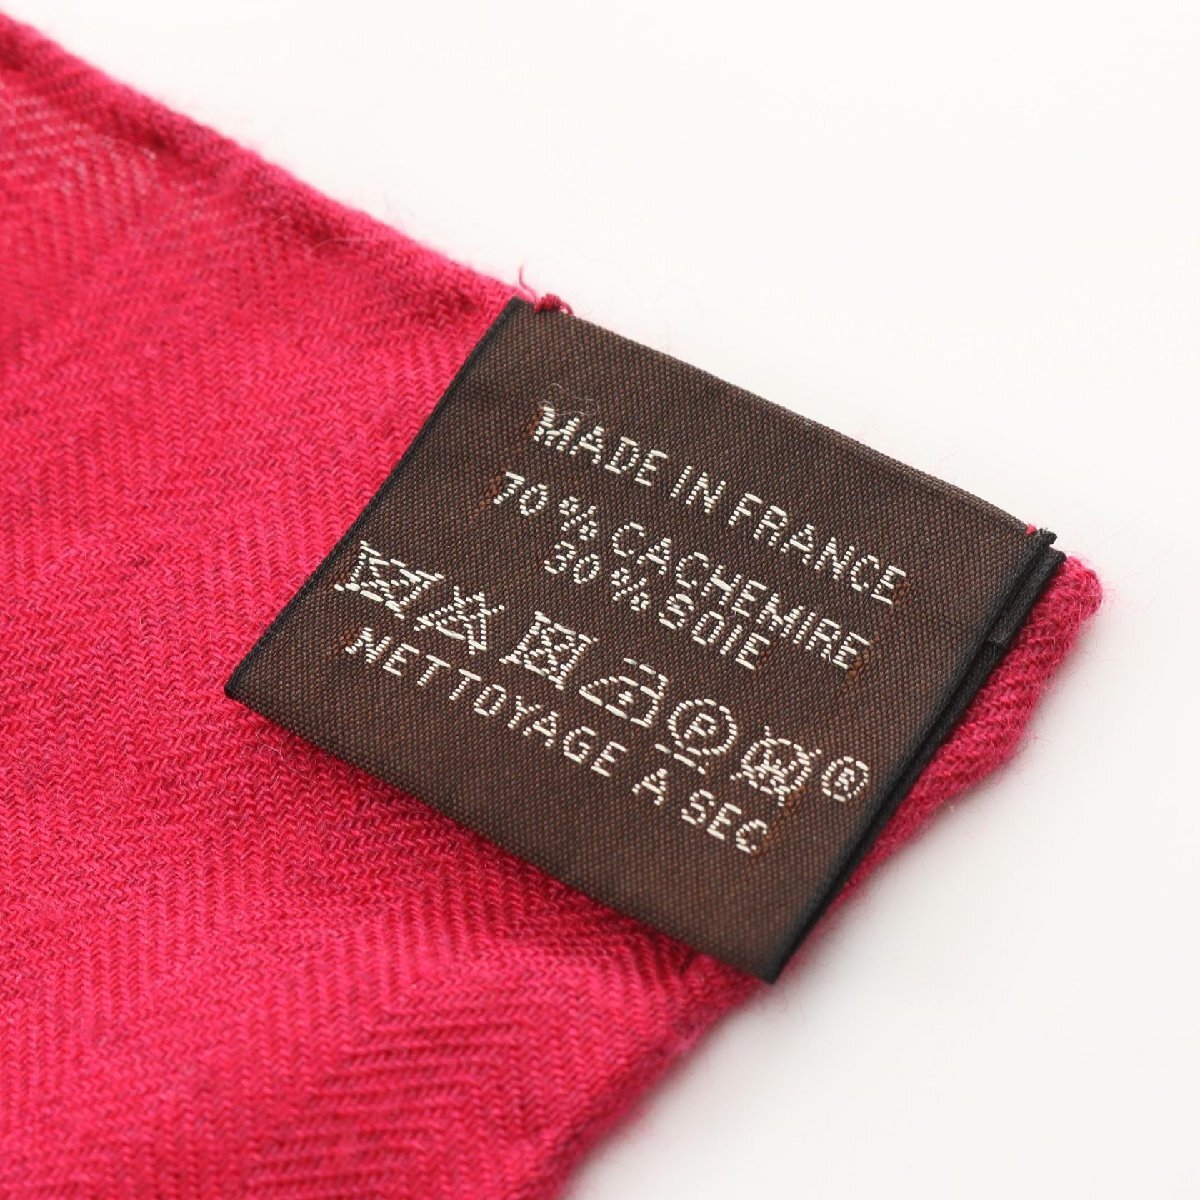 MADE IN FRANCE
70% CACHEMIRE
30% SOIE
P W ®
NETTOYAGE A SEC